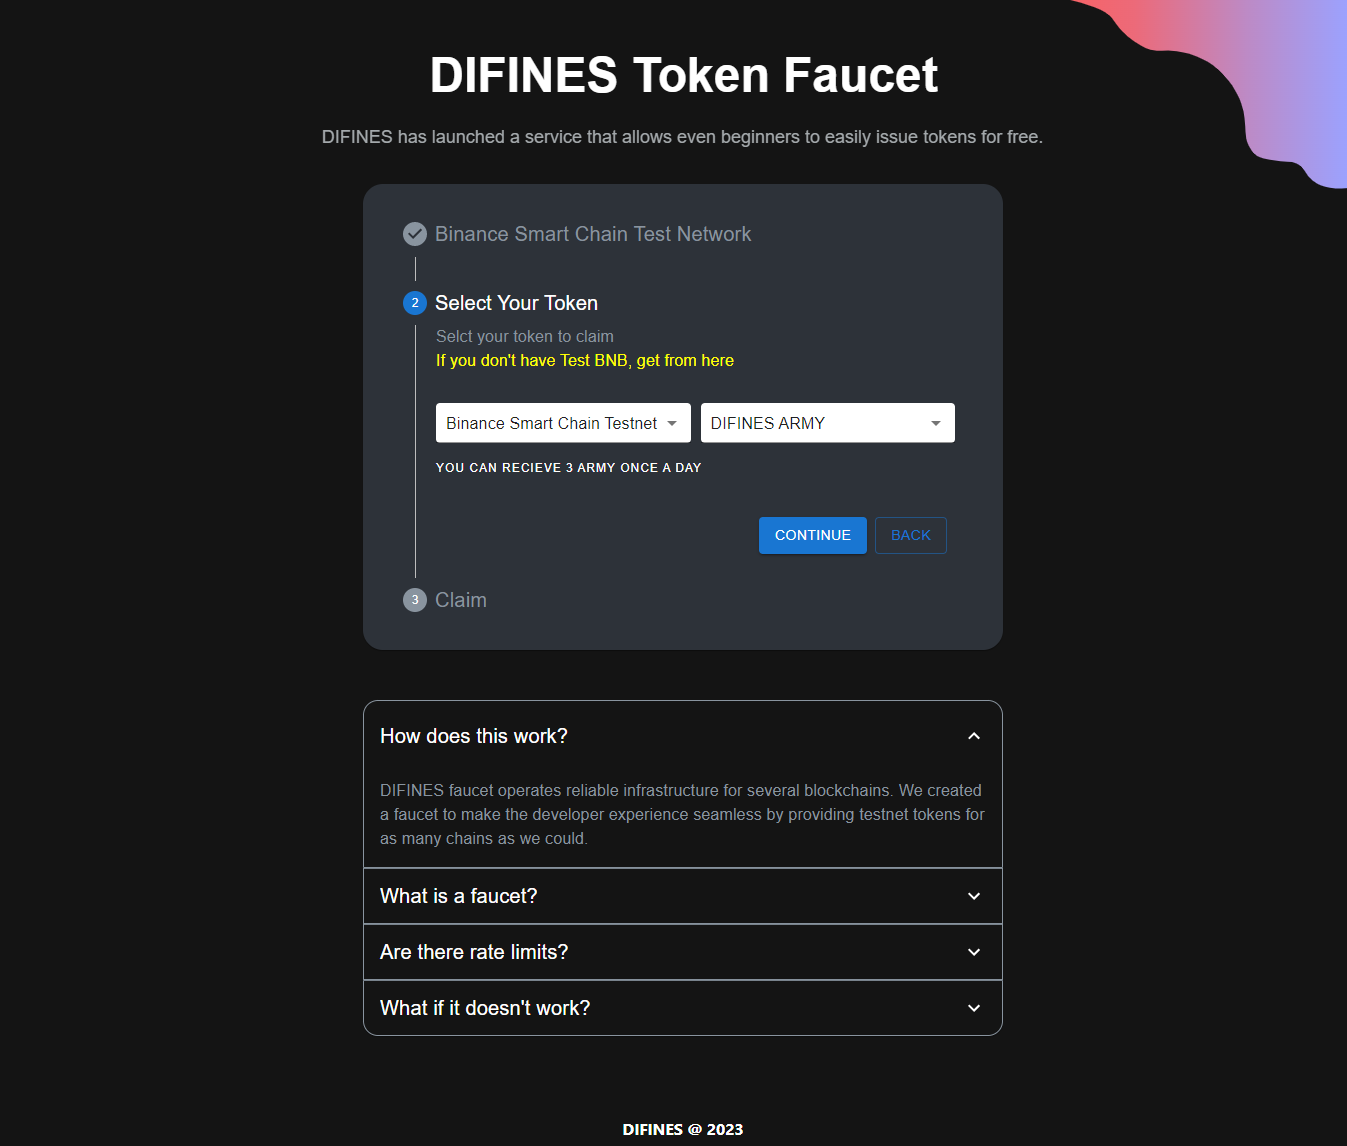 DIFINES Token Faucet
DIFINES has launched a service that allows even beginners to easily issue tokens for free.
Binance Smart Chain Test Network
2 Select Your Token
Selct your token to claim
If you don't have Test BNB, get from here
Binance Smart Chain Testnet DIFINES ARMY
YOU CAN RECIEVE 3 ARMY ONCE A DAY
CONTINUE BACK
3 Claim
How does this work?
DIFINES faucet operates reliable infrastructure for several blockchains. We created
a faucet to make the developer experience seamless by providing testnet tokens for
as many chains as we could.
What is a faucet?
Are there rate limits?
What if it doesn't work?
DIFINES @ 2023